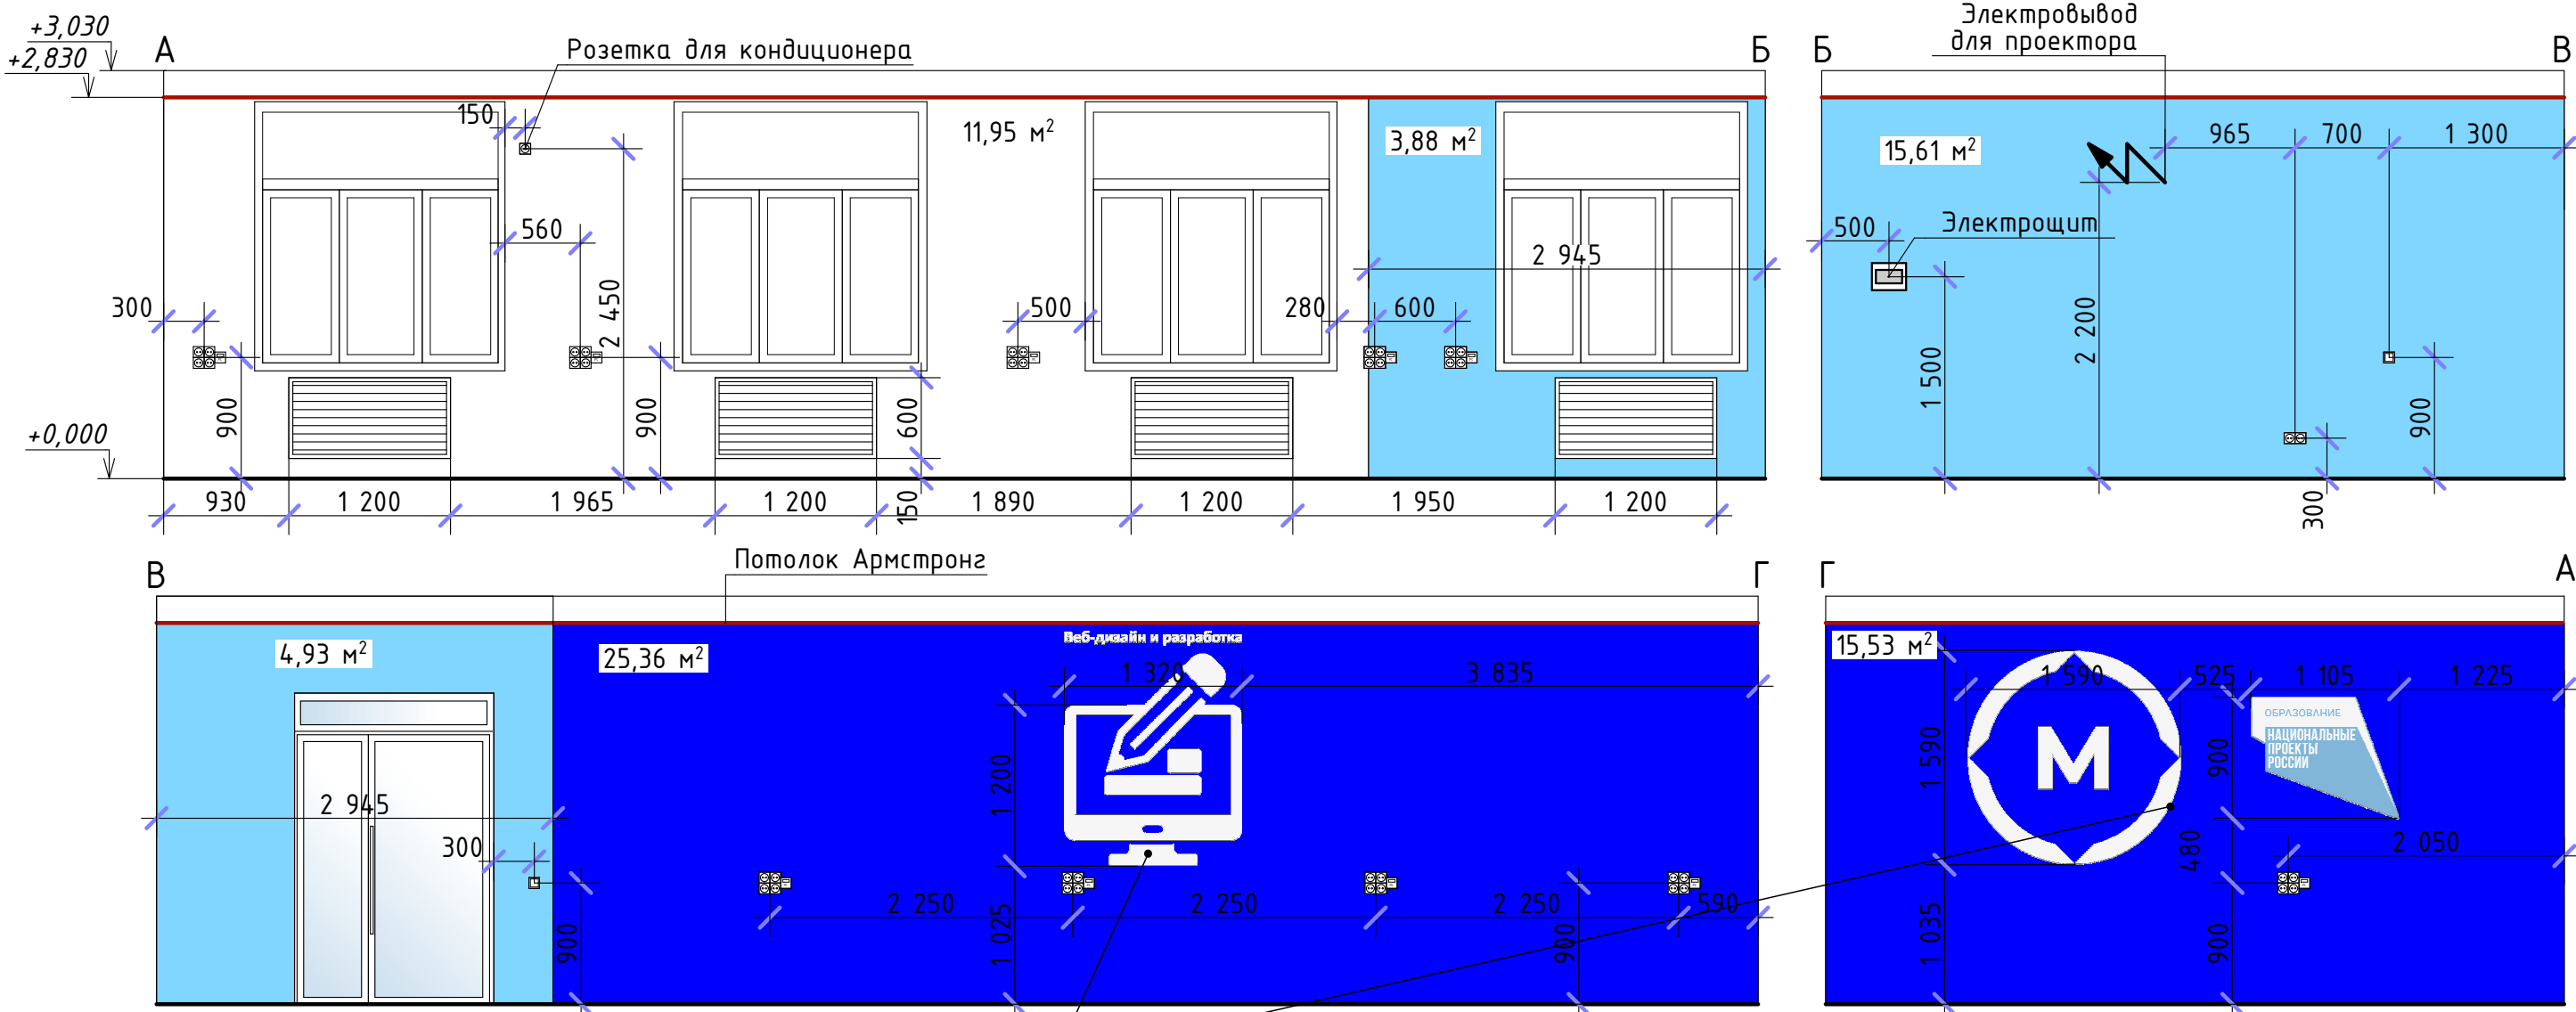 +3,030
+2,830
А
Розетка для кондиционера
Б
150
11,95 м²
3,88 м²
560
2 945
300
2 450
500
280
600
900
900
600
+0,000
930
1 200
1 965
1 200
150
1 890
1 200
1 950
1 200
Электровывод
для проектора
Б
В
15,61 м²
965
700
1 300
500
Электрощит
1 500
2 200
900
300
В
Потолок Армстронг
Г
4,93 м²
25,36 м²
Веб-дизайн и разработка
1 320
3 835
1 200
2 945
300
900
2 250
1 025
2 250
2 250
900
590
Г
А
15,53 м²
1 590
525
1 105
1 225
ОБРАЗОВАНИЕ
НАЦИОНАЛЬНЫЕ
ПРОЕКТЫ
РОССИИ
М
1 590
900
480
2 050
1 035
900